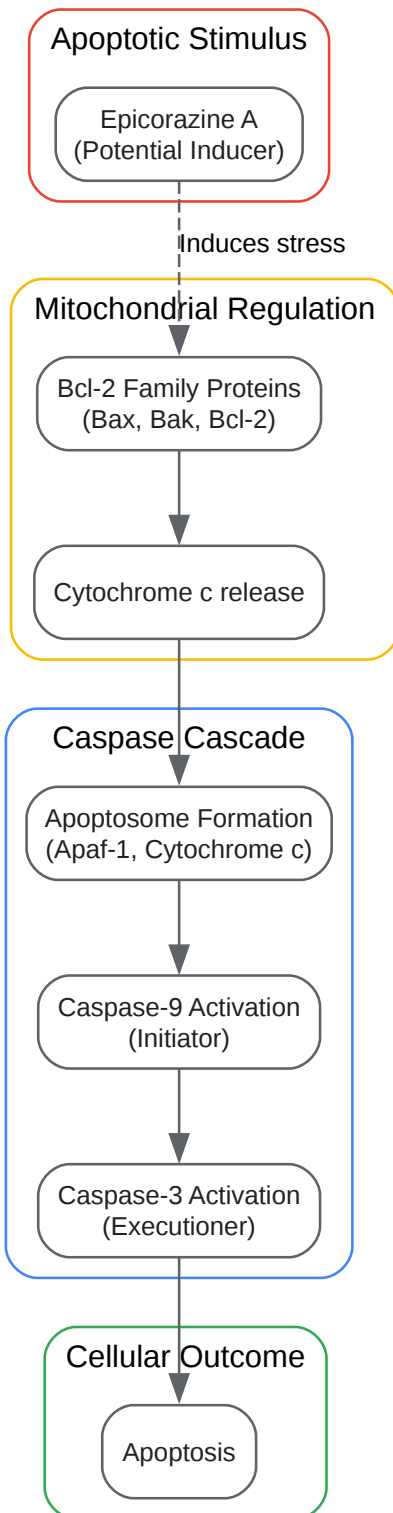 Apoptotic Stimulus
Epicorazine A
(Potential Inducer)
Induces stress
Mitochondrial Regulation
Bcl-2 Family Proteins
(Bax, Bak, Bcl-2)
Cytochrome c release
Caspase Cascade
Apoptosome Formation
(Apaf-1, Cytochrome c)
Caspase-9 Activation
(Initiator)
Caspase-3 Activation
(Executioner)
Cellular Outcome
Apoptosis